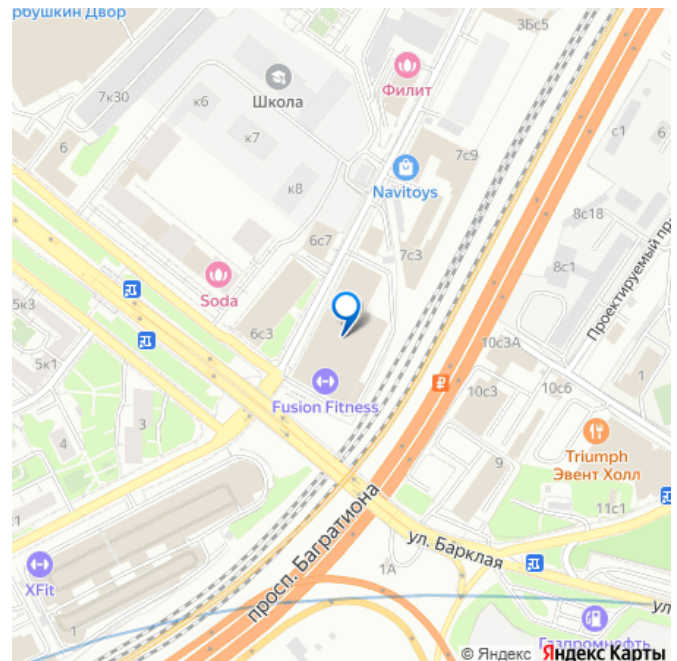 рбушкин Двор
3Бс5
Филит
Школа
7к30
к6
к7
с1
6
7с9
Navitoys
к8
8с18
6с7
7с3
8с1
Проектируемый пр
Soda
5к3
6с3
10с3А
5к1
10с3
10с6
Fusion Fitness
3
4
Triumph
Эвент Холл
9
11с1
1
просп. Багратиона
ул. Барклая
1А
XFit
ул
1
Газпромнефть
© Яндекс Яндекс Карты